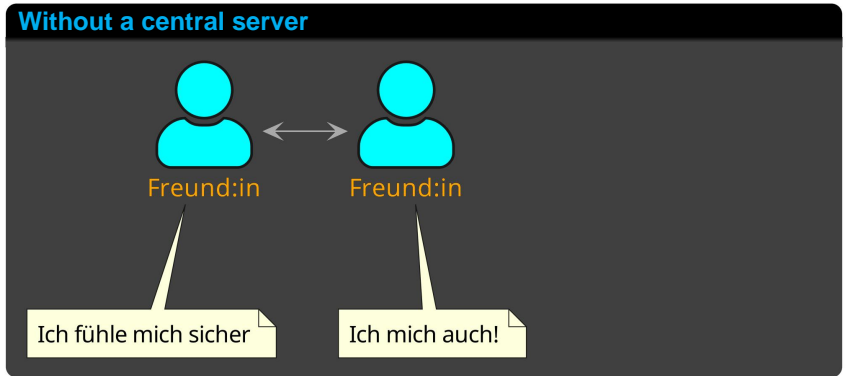 Without a central server
Freund:in
Freund:in
Ich fühle mich sicher
Ich mich auch!